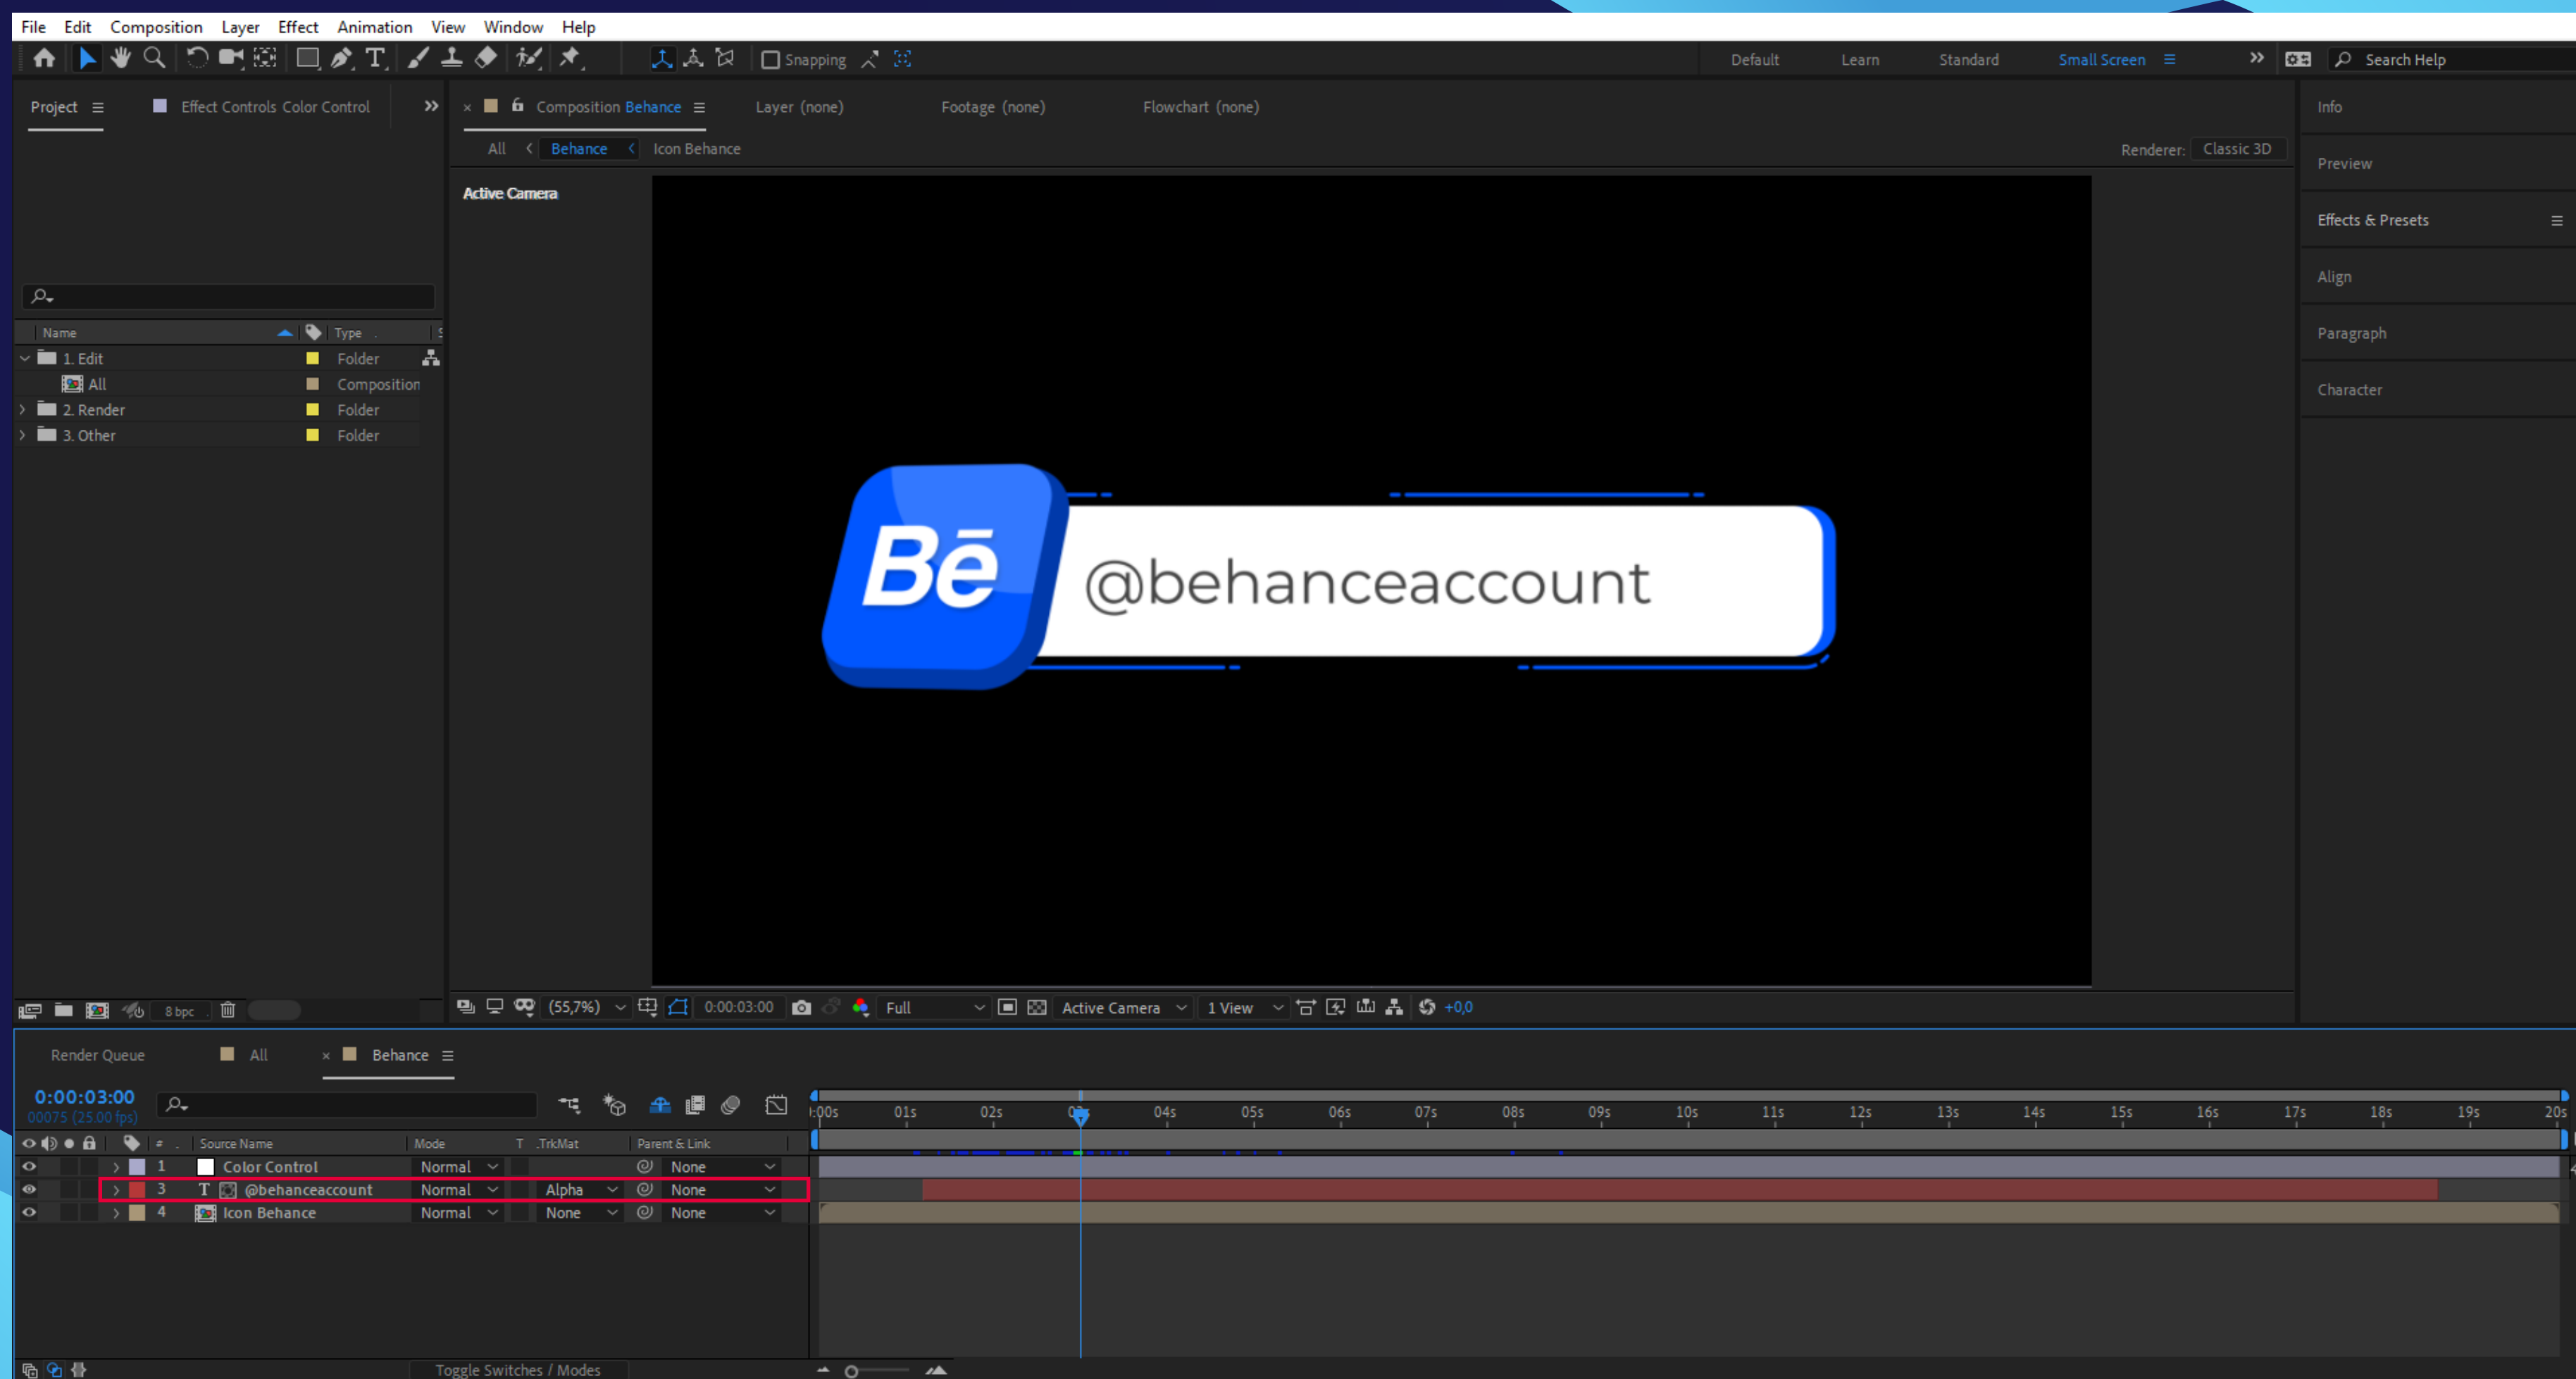 File Edit Composition Layer Effect Animation View Window Help
Snapping Default Learn Standard Small Screen Search Help
Project Effect Controls Color Control Composition Behance Layer (none) Footage (none) Flowchart (none) Info
All Behance Icon Behance Renderer: Classic 3D
Preview
Active Camera
Effects & Presets
Align
Paragraph
Character
Name Type
1. Edit Folder
All Composition
2. Render Folder
3. Other Folder
Bē
@behanceaccount
8 bpc (55,7%) 0:00:03:00 Full Active Camera 1 View +0,0
Render Queue All Behance
0:00:03:00
00075 (25.00 fps)
:00s 01s 02s 04s 05s 06s 07s 08s 09s 10s 11s 12s 13s 14s 15s 16s 17s 18s 19s 20s
# Source Name Mode T .TrkMat Parent & Link
1 Color Control Normal None
3 T @behanceaccount Normal Alpha None
4 Icon Behance Normal None None
Toggle Switches / Modes